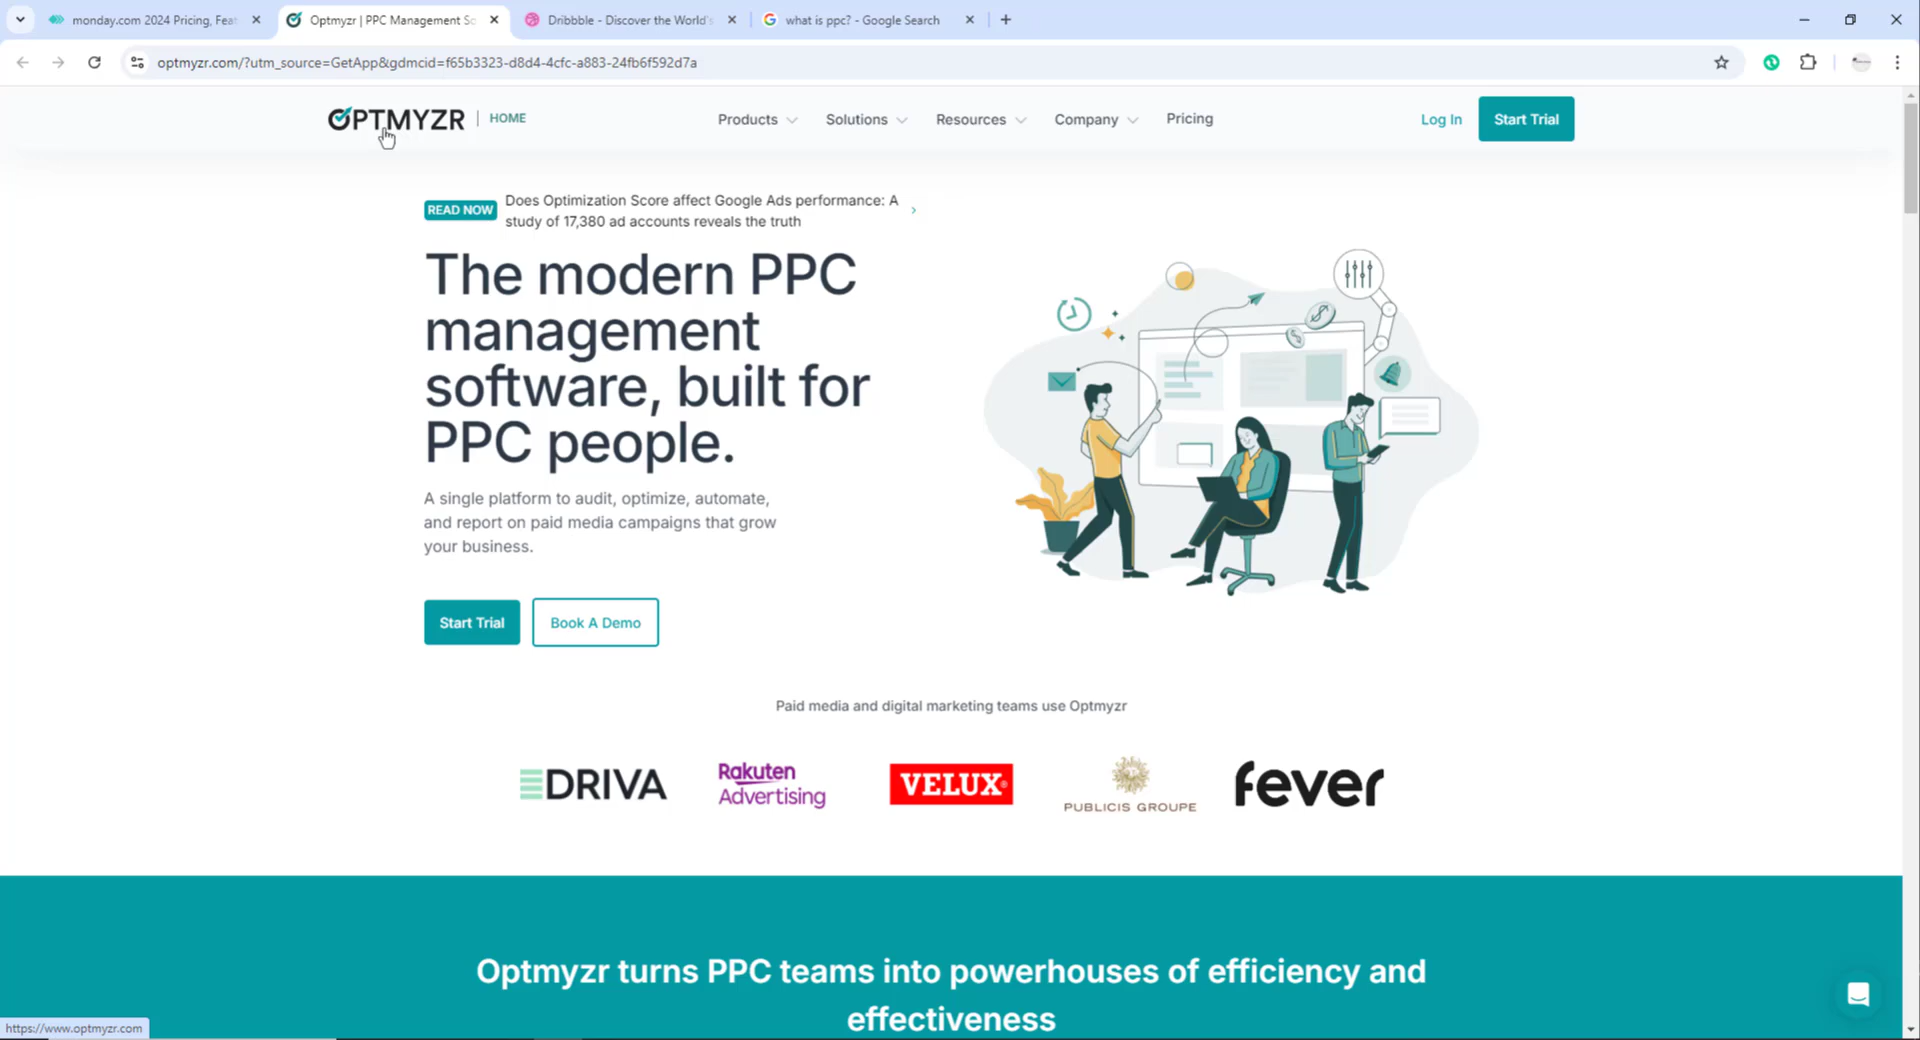 monday.com 2024 Pricing, Feat
Optmyzr | PPC Management So
Dribbble - Discover the World's
what is ppc? - Google Search
optmyzr.com/?utm_source=GetApp&gdmcid=f65b3323-d8d4-4cfc-a883-24fb6f592d7a
OPTMYZR
HOME
Products
Solutions
Resources
Company
Pricing
Log In
Start Trial
READ NOW
Does Optimization Score affect Google Ads performance: A
study of 17,380 ad accounts reveals the truth
The modern PPC
management
software, built for
PPC people.
A single platform to audit, optimize, automate,
and report on paid media campaigns that grow
your business.
Start Trial
Book A Demo
Paid media and digital marketing teams use Optmyzr
DRIVA
Rakuten
Advertising
VELUX®
PUBLICIS GROUPE
fever
Optmyzr turns PPC teams into powerhouses of efficiency and
effectiveness
https://www.optmyzr.com